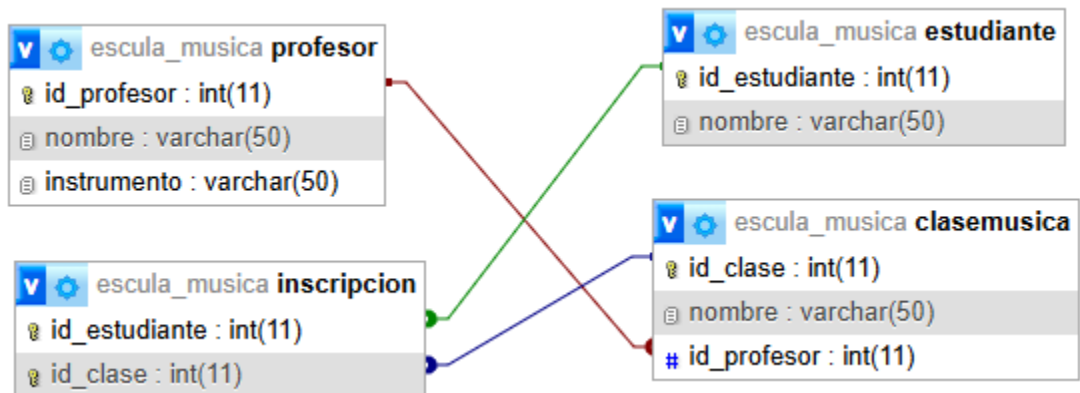 v escula_musica profesor
id_profesor : int(11)
nombre : varchar(50)
instrumento : varchar(50)
v escula_musica estudiante
id_estudiante : int(11)
nombre : varchar(50)
v escula_musica inscripcion
id_estudiante : int(11)
id_clase : int(11)
v escula_musica clasemusica
id_clase : int(11)
nombre : varchar(50)
# id_profesor : int(11)